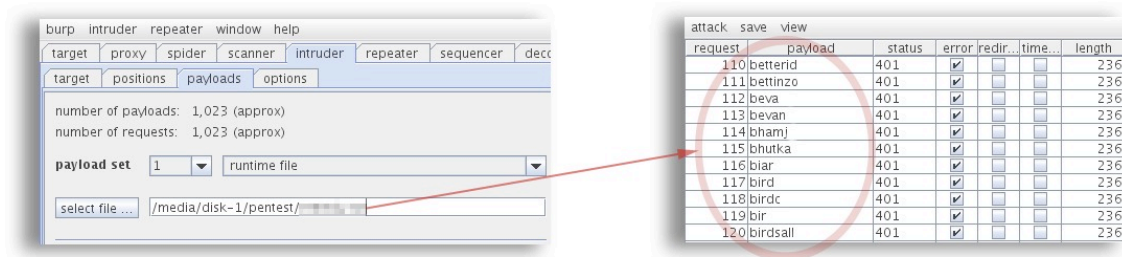 burp intruder repeater window help
target proxy spider scanner intruder repeater sequencer deco
target positions payloads options
number of payloads: 1,023 (approx)
number of requests: 1,023 (approx)
payload set 1 runtime file
select file ... /media/disk-1/pentest/
attack save view
request payload status error redir... time... length
110 betterid 401 236
111 bettinzo 401 236
112 beva 401 236
113 bevan 401 236
114 bhamj 401 236
115 bhutka 401 236
116 biar 401 236
117 bird 401 236
118 birdc 401 236
119 bir 401 236
120 birdsall 401 236